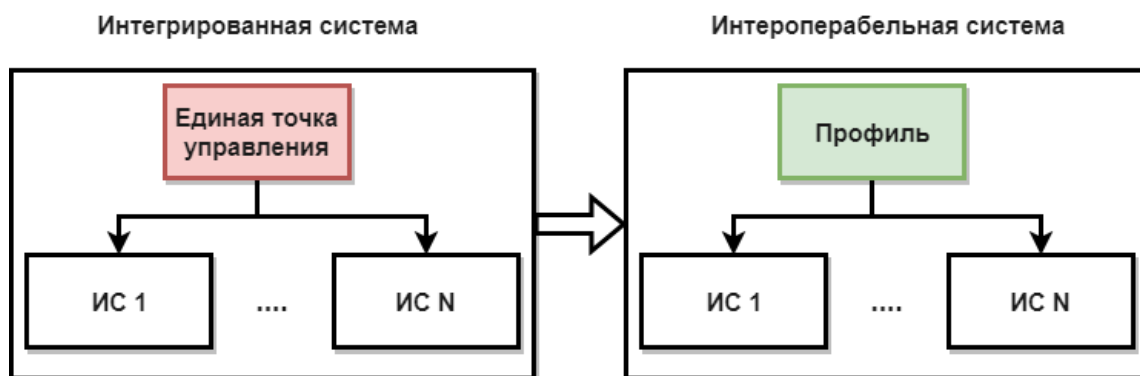 Интегрированная система
Единая точка
управления
ИС 1
....
ИС N
Интероперабельная система
Профиль
ИС 1
....
ИС N